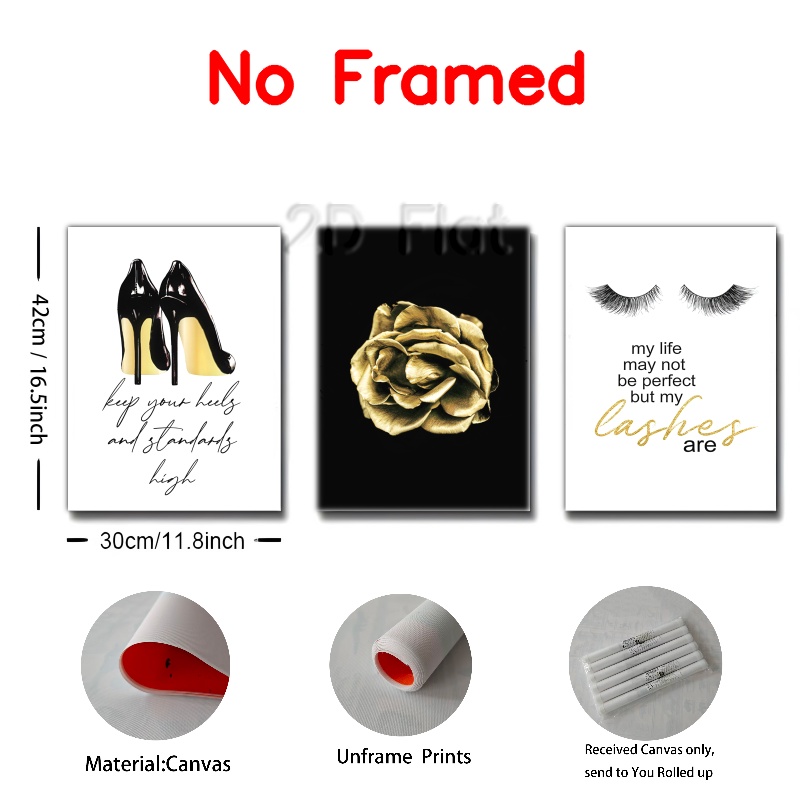 No Framed
2D Flat
42cm / 16.5inch
keep your heels
and standards
high
my life
may not
be perfect
but my
lashes
are
30cm/11.8inch
Material:Canvas
Unframe Prints
Received Canvas only,
send to You Rolled up